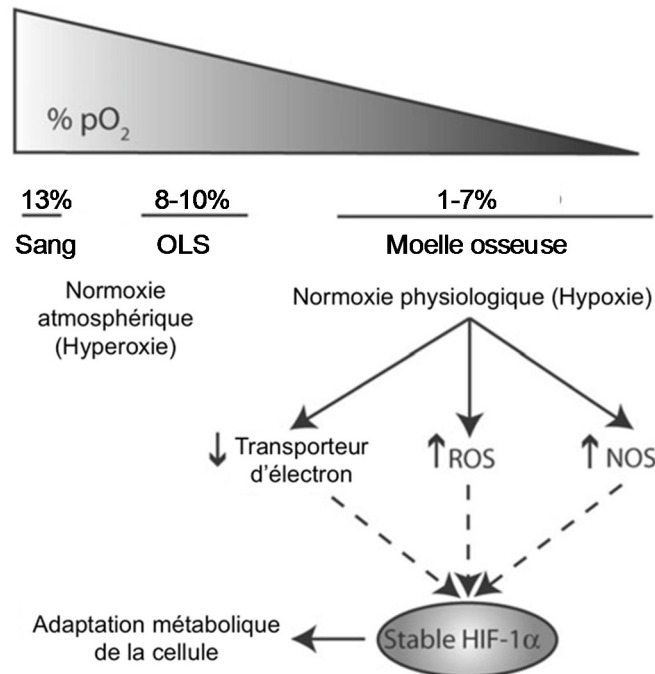 % pO₂
13% 8-10% 1-7%
Sang OLS Moelle osseuse
Normoxie
atmosphérique
(Hyperoxie)
Normoxie physiologique (Hypoxie)
↓ Transporteur
d'électron
↑ ROS
↑ NOS
Stable HIF-1α
Adaptation métabolique
de la cellule